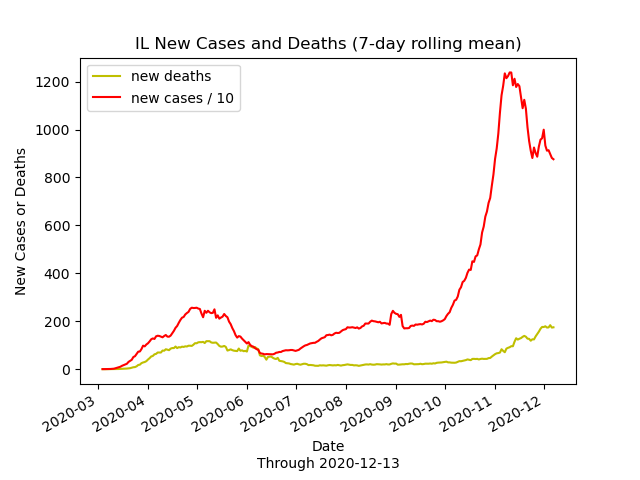 IL New Cases and Deaths (7-day rolling mean)
new deaths
new cases / 10
1200
1000
800
600
400
200
0
New Cases or Deaths
2020-03
2020-04
2020-05
2020-06
2020-07
2020-08
2020-09
2020-10
2020-11
2020-12
Date
Through 2020-12-13